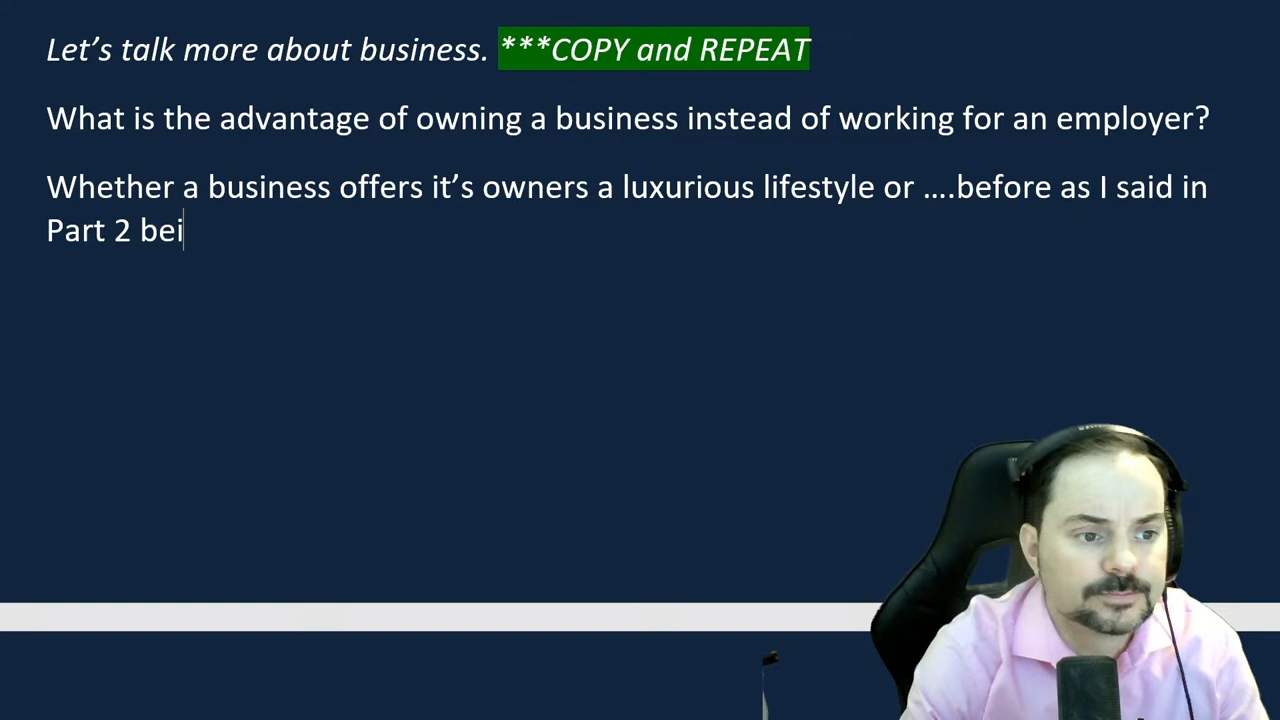 Let’s talk more about business. ***COPY and REPEAT
What is the advantage of owning a business instead of working for an employer?
Whether a business offers it’s owners a luxurious lifestyle or ….before as I said in
Part 2 bei